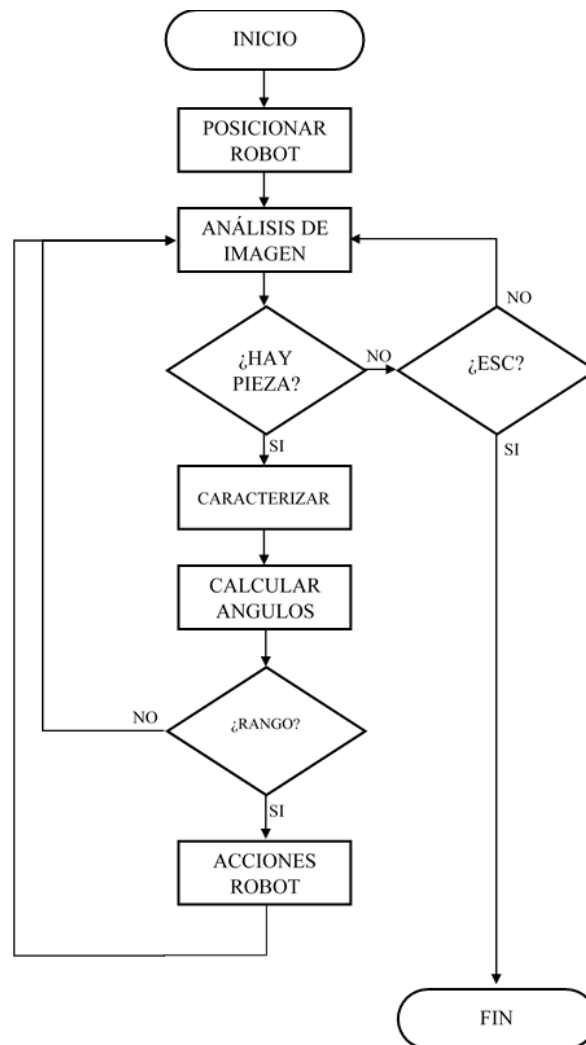 INICIO
POSICIONAR
ROBOT
ANÁLISIS DE
IMAGEN
NO
¿HAY
PIEZA?
NO
¿ESC?
SI
SI
CARACTERIZAR
CALCULAR
ANGULOS
NO
¿RANGO?
SI
ACCIONES
ROBOT
FIN